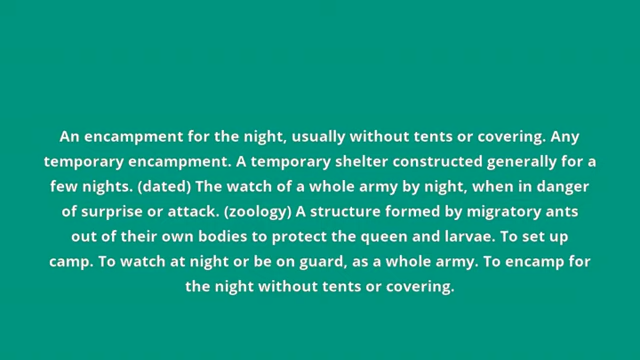 An encampment for the night, usually without tents or covering. Any
temporary encampment. A temporary shelter constructed generally for a
few nights. (dated) The watch of a whole army by night, when in danger
of surprise or attack. (zoology) A structure formed by migratory ants
out of their own bodies to protect the queen and larvae. To set up
camp. To watch at night or be on guard, as a whole army. To encamp for
the night without tents or covering.